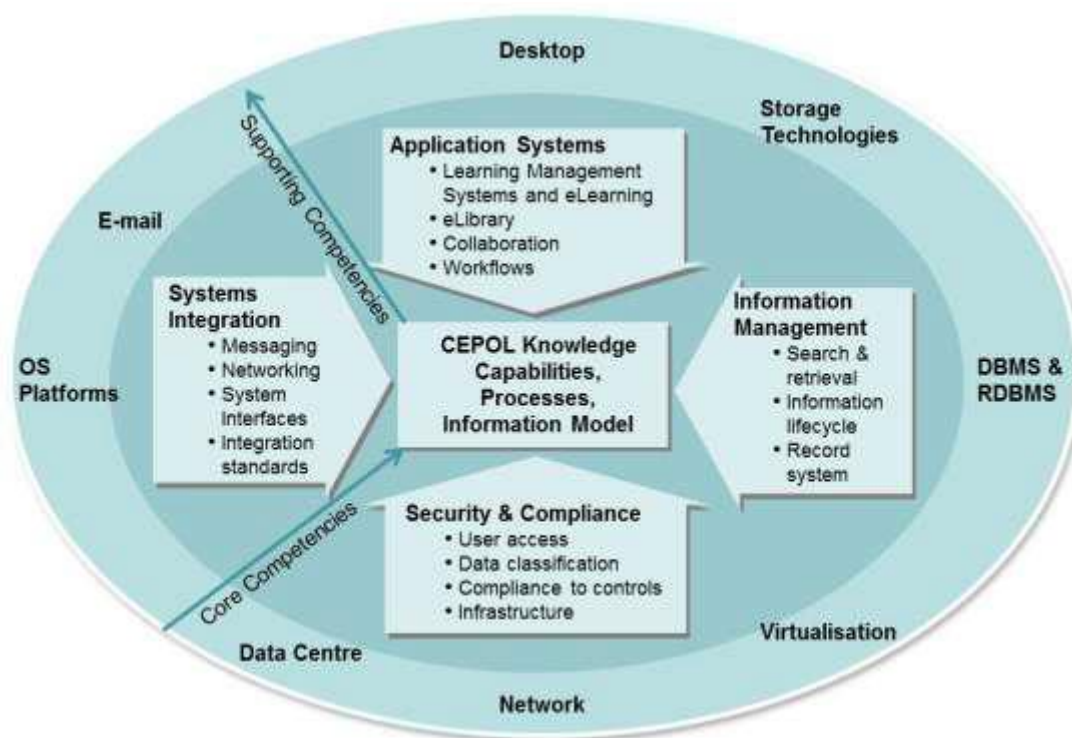 Desktop
Storage
Technologies
Supporting Competencies
Application Systems
• Learning Management
Systems and eLearning
• eLibrary
• Collaboration
• Workflows
E-mail
Systems
Integration
• Messaging
• Networking
• System
Interfaces
• Integration
standards
OS
Platforms
CEPOL Knowledge
Capabilities,
Processes,
Information Model
Information
Management
• Search &
retrieval
• Information
lifecycle
• Record
system
DBMS &
RDBMS
Core Competencies
Security & Compliance
• User access
• Data classification
• Compliance to controls
• Infrastructure
Data Centre
Virtualisation
Network